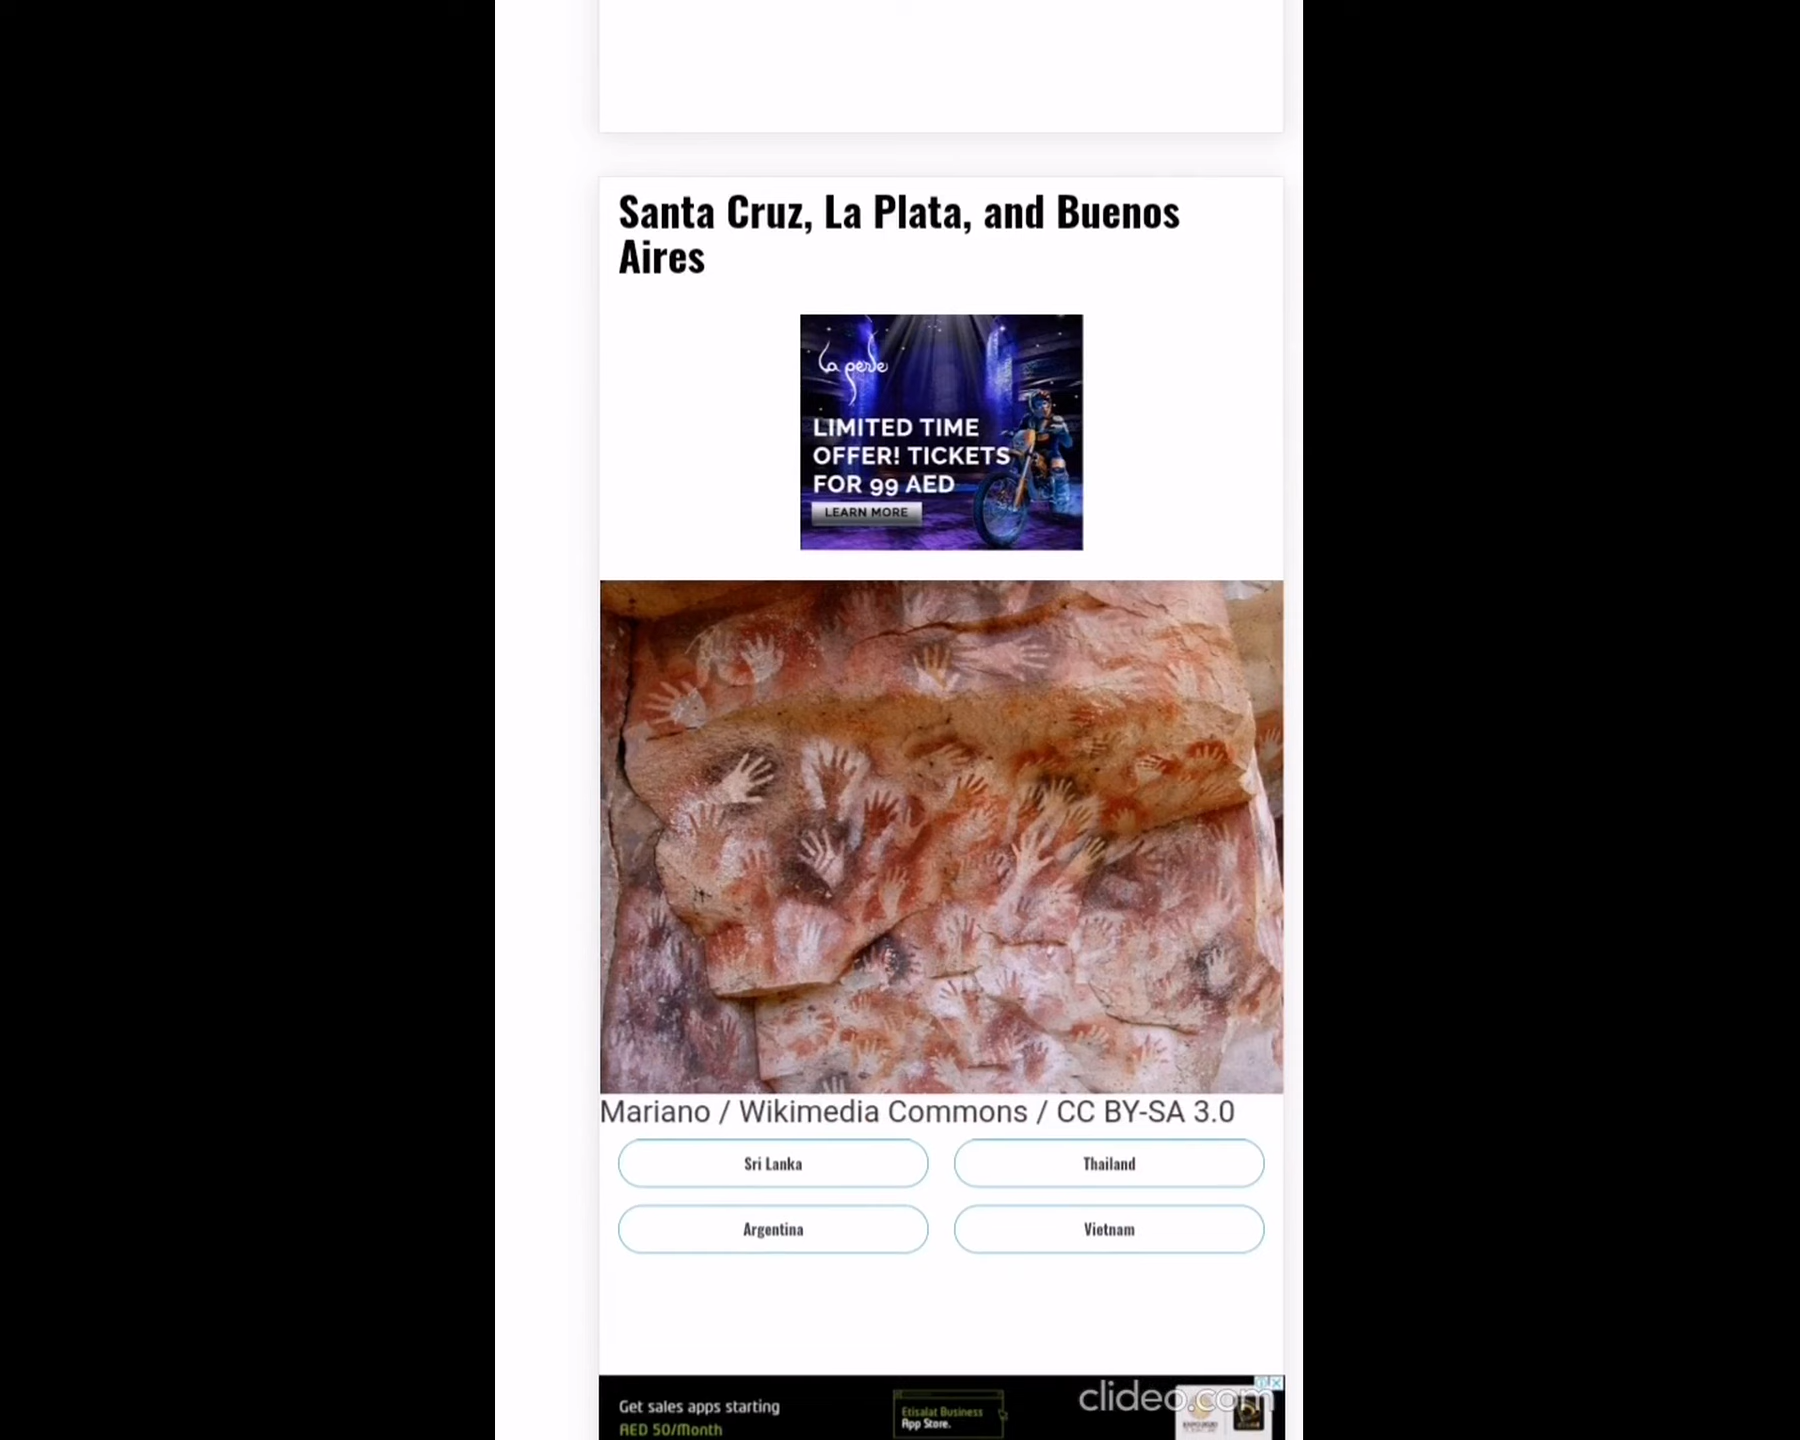 Santa Cruz, La Plata, and Buenos
Aires
la perle
LIMITED TIME
OFFER! TICKETS
FOR 99 AED
LEARN MORE
Mariano / Wikimedia Commons / CC BY-SA 3.0
Sri Lanka
Thailand
Argentina
Vietnam
Get sales apps starting
AED 50/Month
Etisalat Business
App Store.
clideo.com